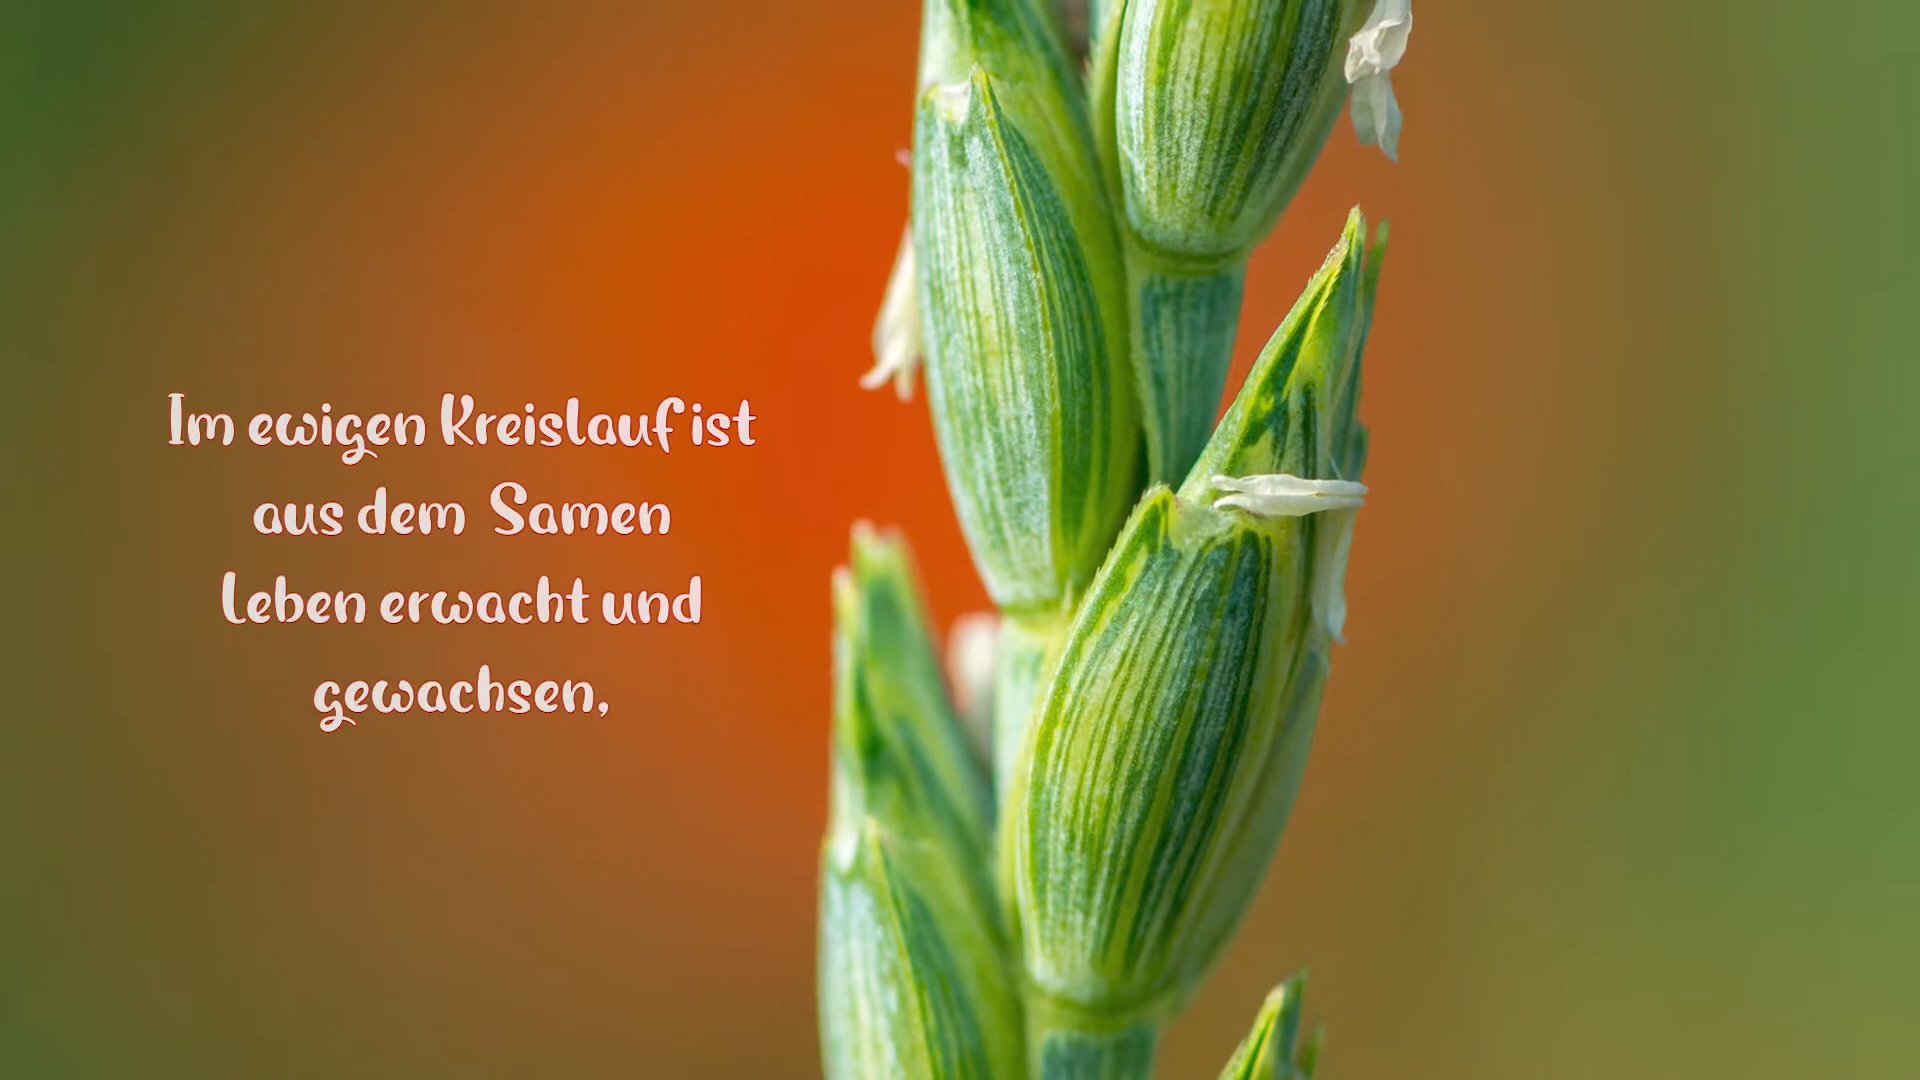 Im ewigen Kreislauf ist
aus dem Samen
Leben erwacht und
gewachsen,